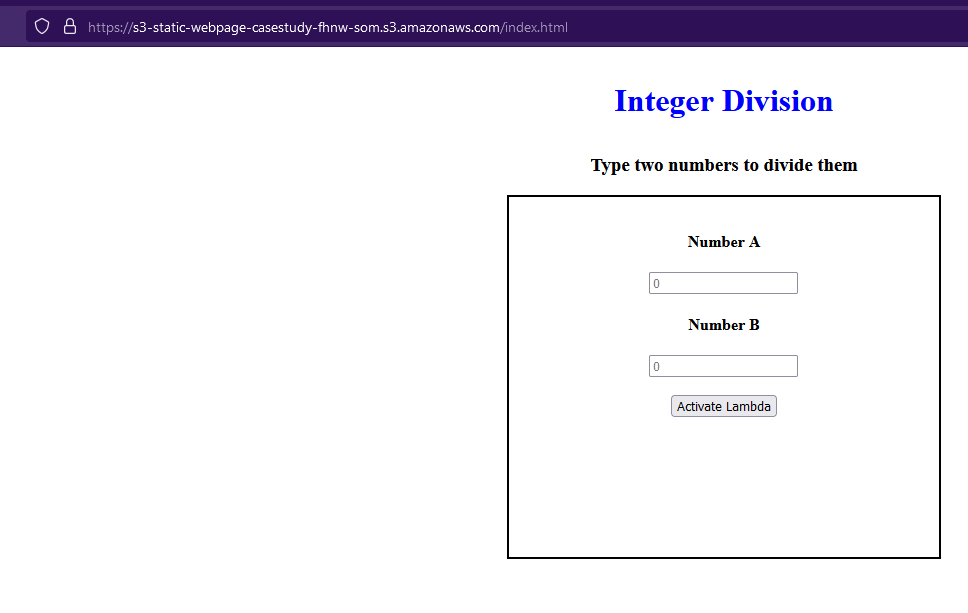 https://s3-static-webpage-casestudy-fhnw-som.s3.amazonaws.com/index.html
Integer Division
Type two numbers to divide them
Number A
0
Number B
0
Activate Lambda